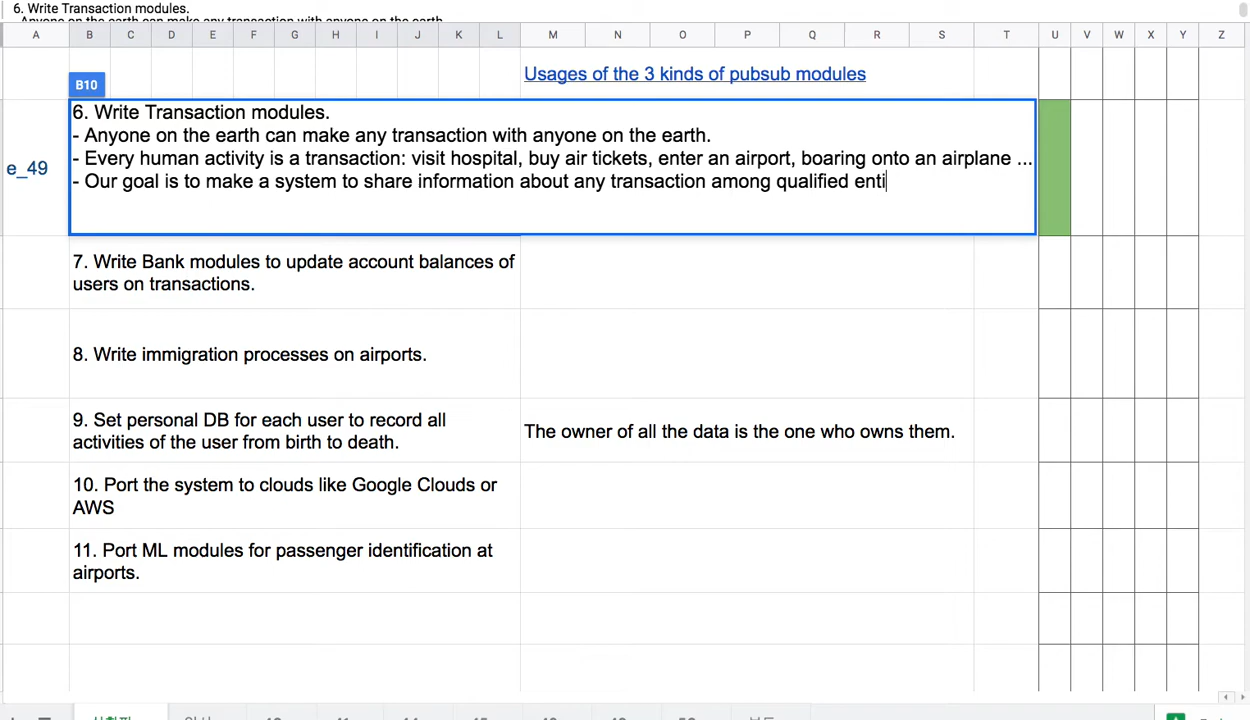 6. Write Transaction modules.
A B C D E F G H I J K L M N O P Q R S T U V W X Y Z
Usages of the 3 kinds of pubsub modules
B10
6. Write Transaction modules.
- Anyone on the earth can make any transaction with anyone on the earth.
e_49
- Every human activity is a transaction: visit hospital, buy air tickets, enter an airport, boaring onto an airplane ...
- Our goal is to make a system to share information about any transaction among qualified enti
7. Write Bank modules to update account balances of
users on transactions.
8. Write immigration processes on airports.
9. Set personal DB for each user to record all
activities of the user from birth to death.
The owner of all the data is the one who owns them.
10. Port the system to clouds like Google Clouds or
AWS
11. Port ML modules for passenger identification at
airports.